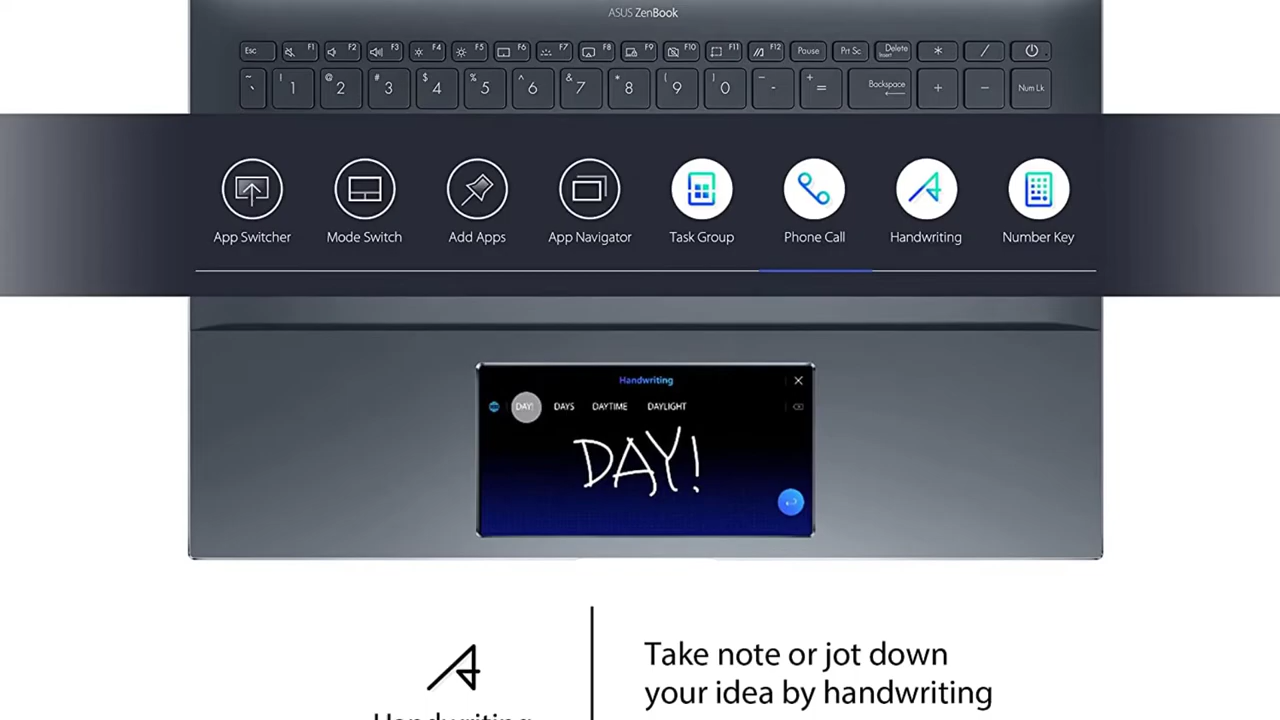 ASUS ZenBook
Esc F1 F2 F3 F4 F5 F6 F7 F8 F9 F10 F11 F12 Pause Prt Sc Delete Insert * /
~ ` ! 1 @ 2 # 3 $ 4 % 5 ^ 6 & 7 * 8 ( 9 ) 0 _ - + = Backspace + - Num Lk
App Switcher Mode Switch Add Apps App Navigator Task Group Phone Call Handwriting Number Key
Handwriting
DAY! DAYS DAYTIME DAYLIGHT
DAY!
Take note or jot down
your idea by handwriting
Handwriting